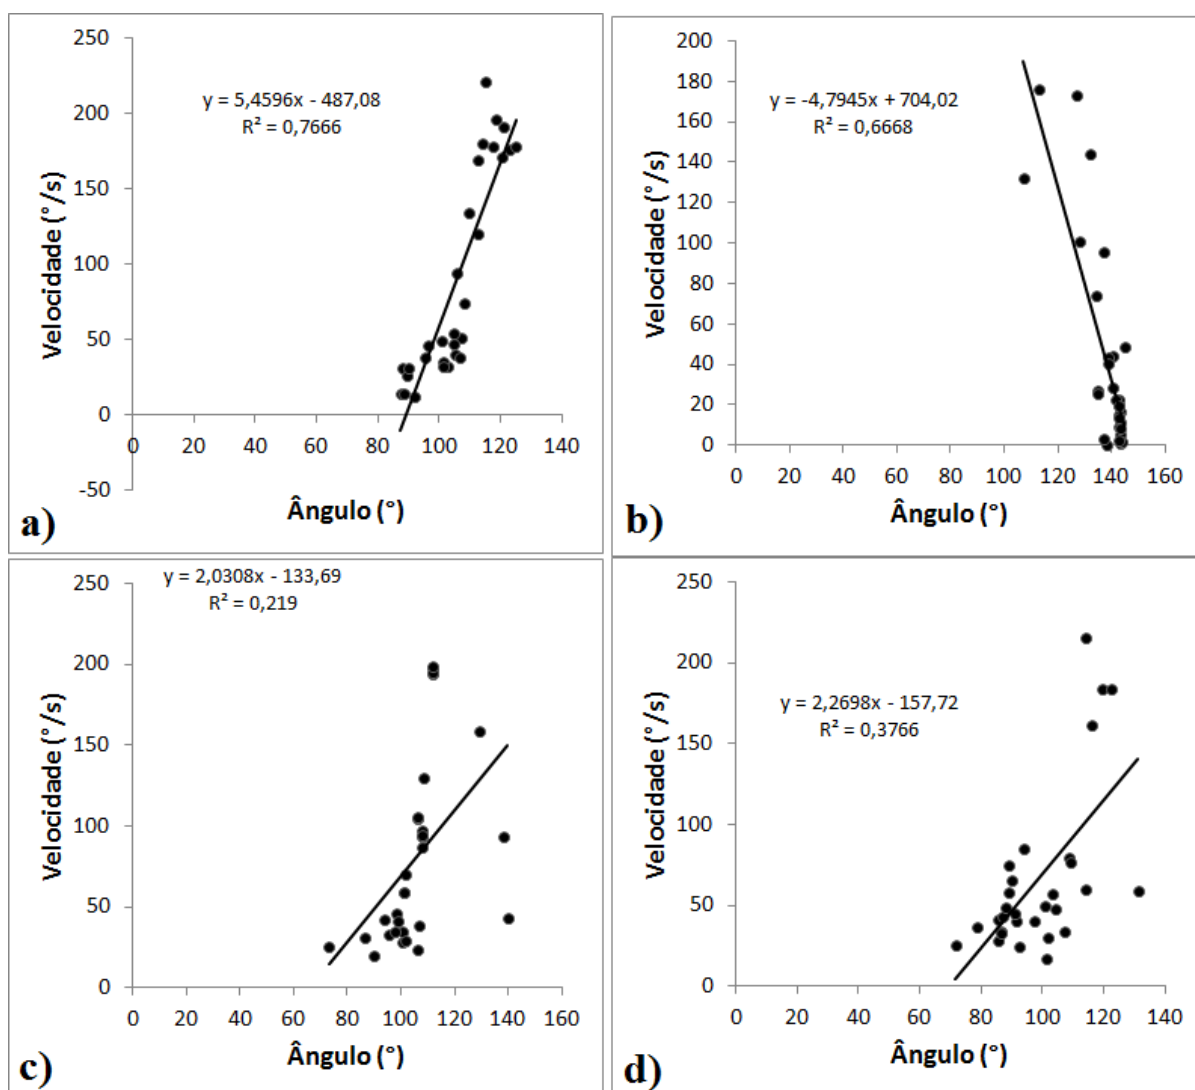 y = 5,4596x - 487,08
R² = 0,7666
Velocidade (°/s)
250
200
150
100
50
0
-50
0 20 40 60 80 100 120 140
Ângulo (°)
a)
y = -4,7945x + 704,02
R² = 0,6668
Velocidade (°/s)
200
180
160
140
120
100
80
60
40
20
0
0 20 40 60 80 100 120 140 160
Ângulo (°)
b)
y = 2,0308x - 133,69
R² = 0,219
Velocidade (°/s)
250
200
150
100
50
0
0 20 40 60 80 100 120 140 160
Ângulo (°)
c)
y = 2,2698x - 157,72
R² = 0,3766
Velocidade (°/s)
250
200
150
100
50
0
0 20 40 60 80 100 120 140
Ângulo (°)
d)